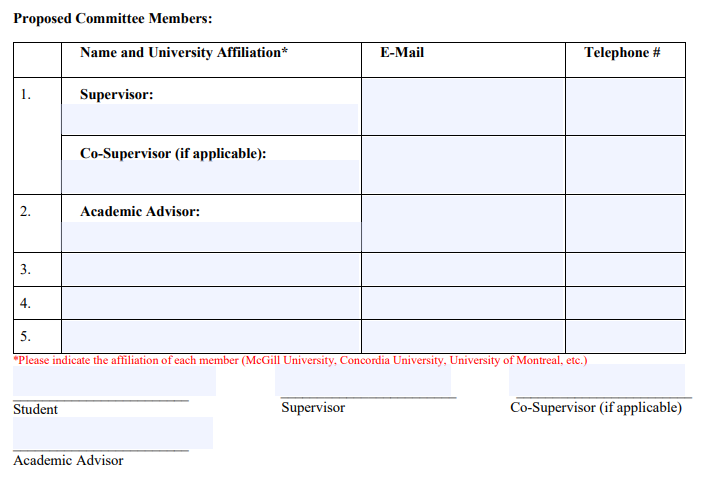 Proposed Committee Members:
Name and University Affiliation* E-Mail Telephone #
1. Supervisor:
Co-Supervisor (if applicable):
2. Academic Advisor:
3.
4.
5.
*Please indicate the affiliation of each member (McGill University, Concordia University, University of Montreal, etc.)
Student Supervisor Co-Supervisor (if applicable)
Academic Advisor